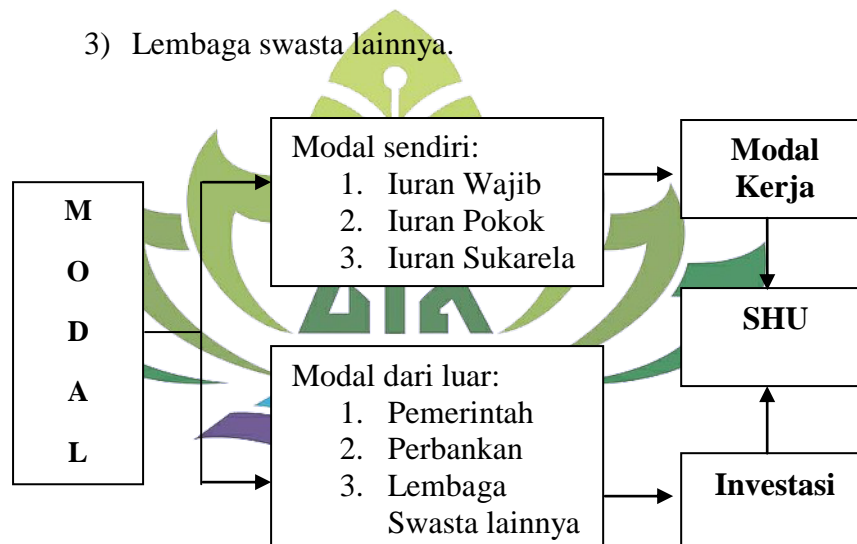 3) Lembaga swasta lainnya.
M
O
D
A
L
Modal sendiri:
1. Iuran Wajib
2. Iuran Pokok
3. Iuran Sukarela
Modal dari luar:
1. Pemerintah
2. Perbankan
3. Lembaga
Swasta lainnya
Modal
Kerja
SHU
Investasi